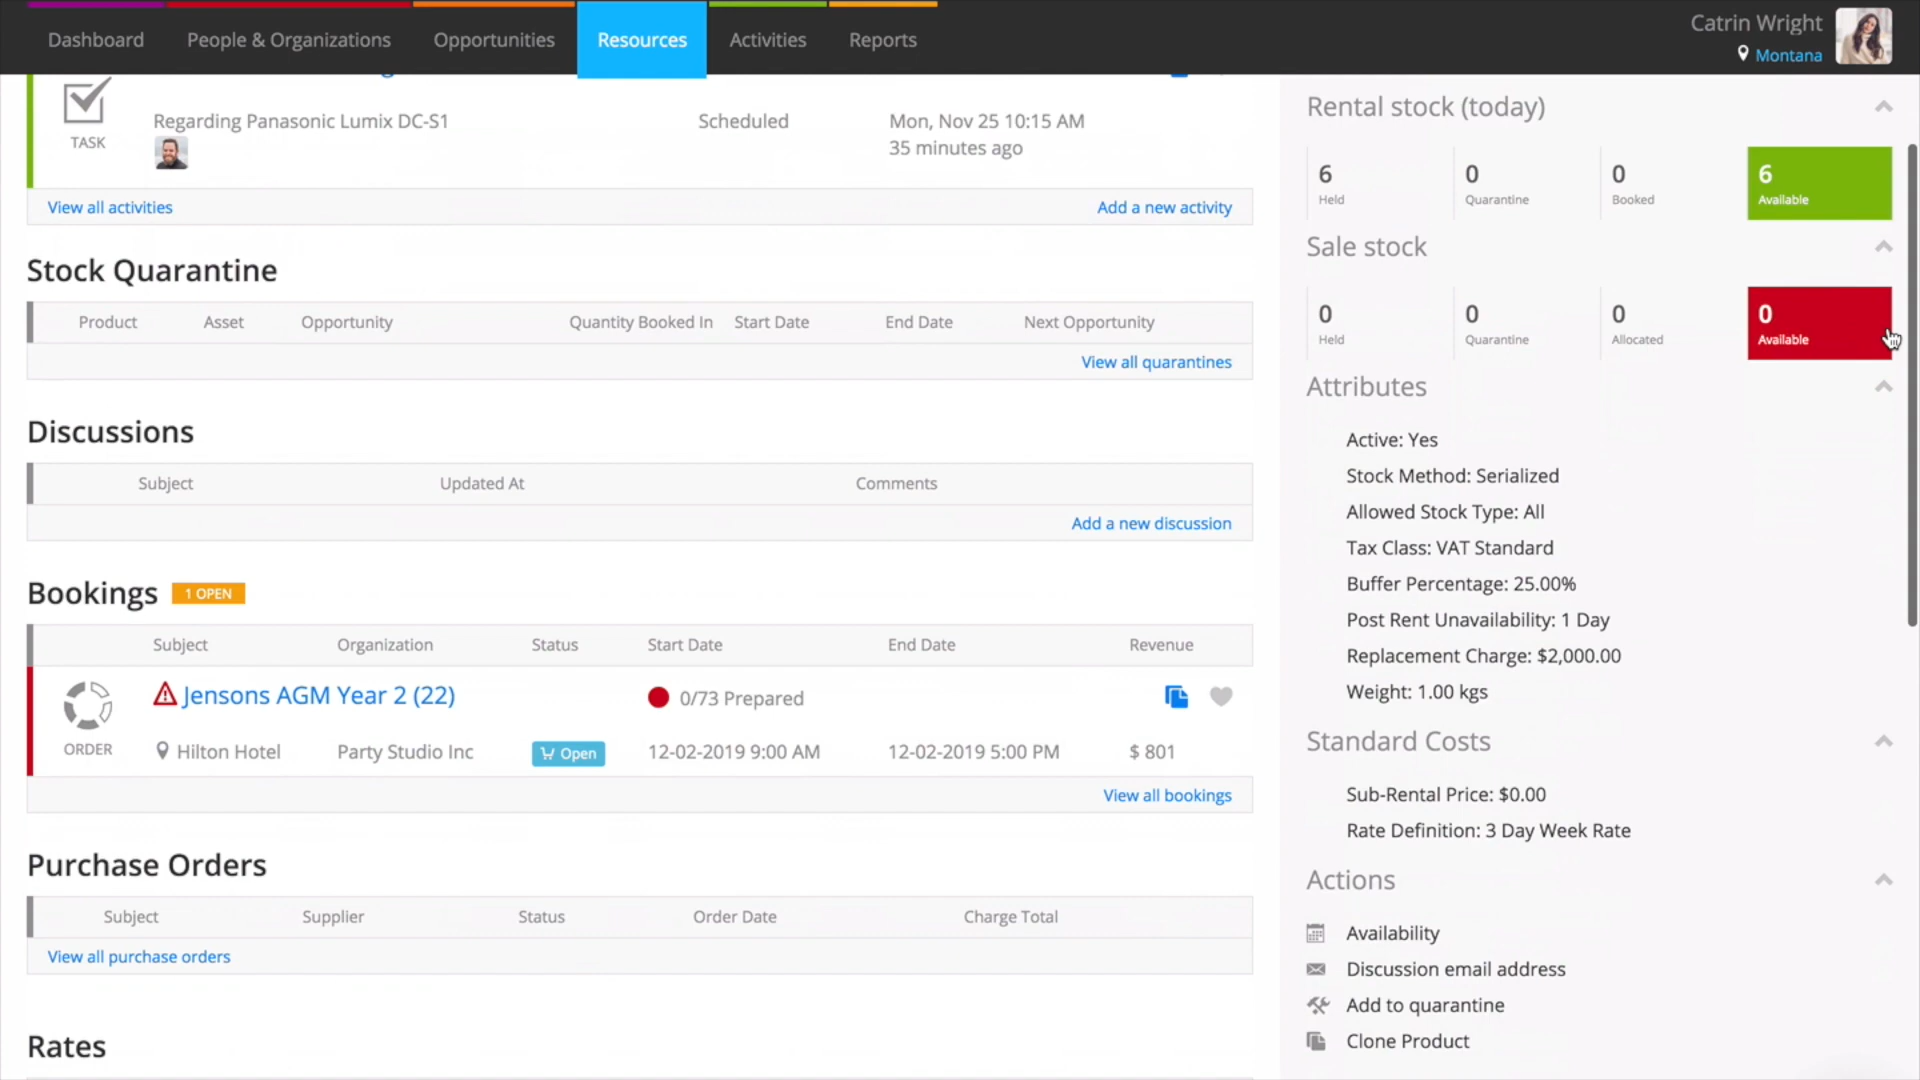 Dashboard
People & Organizations
Opportunities
Resources
Activities
Reports
Catrin Wright
Montana
TASK
Regarding Panasonic Lumix DC-S1
Scheduled
Mon, Nov 25 10:15 AM
35 minutes ago
View all activities
Add a new activity
Stock Quarantine
Product Asset Opportunity Quantity Booked In Start Date End Date Next Opportunity
View all quarantines
Discussions
Subject Updated At Comments
Add a new discussion
Bookings 1 OPEN
Subject Organization Status Start Date End Date Revenue
Jensons AGM Year 2 (22) 0/73 Prepared
ORDER
Hilton Hotel Party Studio Inc Open 12-02-2019 9:00 AM 12-02-2019 5:00 PM $ 801
View all bookings
Purchase Orders
Subject Supplier Status Order Date Charge Total
View all purchase orders
Rates
Rental stock (today)
6 0 0 6
Held Quarantine Booked Available
Sale stock
0 0 0 0
Held Quarantine Allocated Available
Attributes
Active: Yes
Stock Method: Serialized
Allowed Stock Type: All
Tax Class: VAT Standard
Buffer Percentage: 25.00%
Post Rent Unavailability: 1 Day
Replacement Charge: $2,000.00
Weight: 1.00 kgs
Standard Costs
Sub-Rental Price: $0.00
Rate Definition: 3 Day Week Rate
Actions
Availability
Discussion email address
Add to quarantine
Clone Product